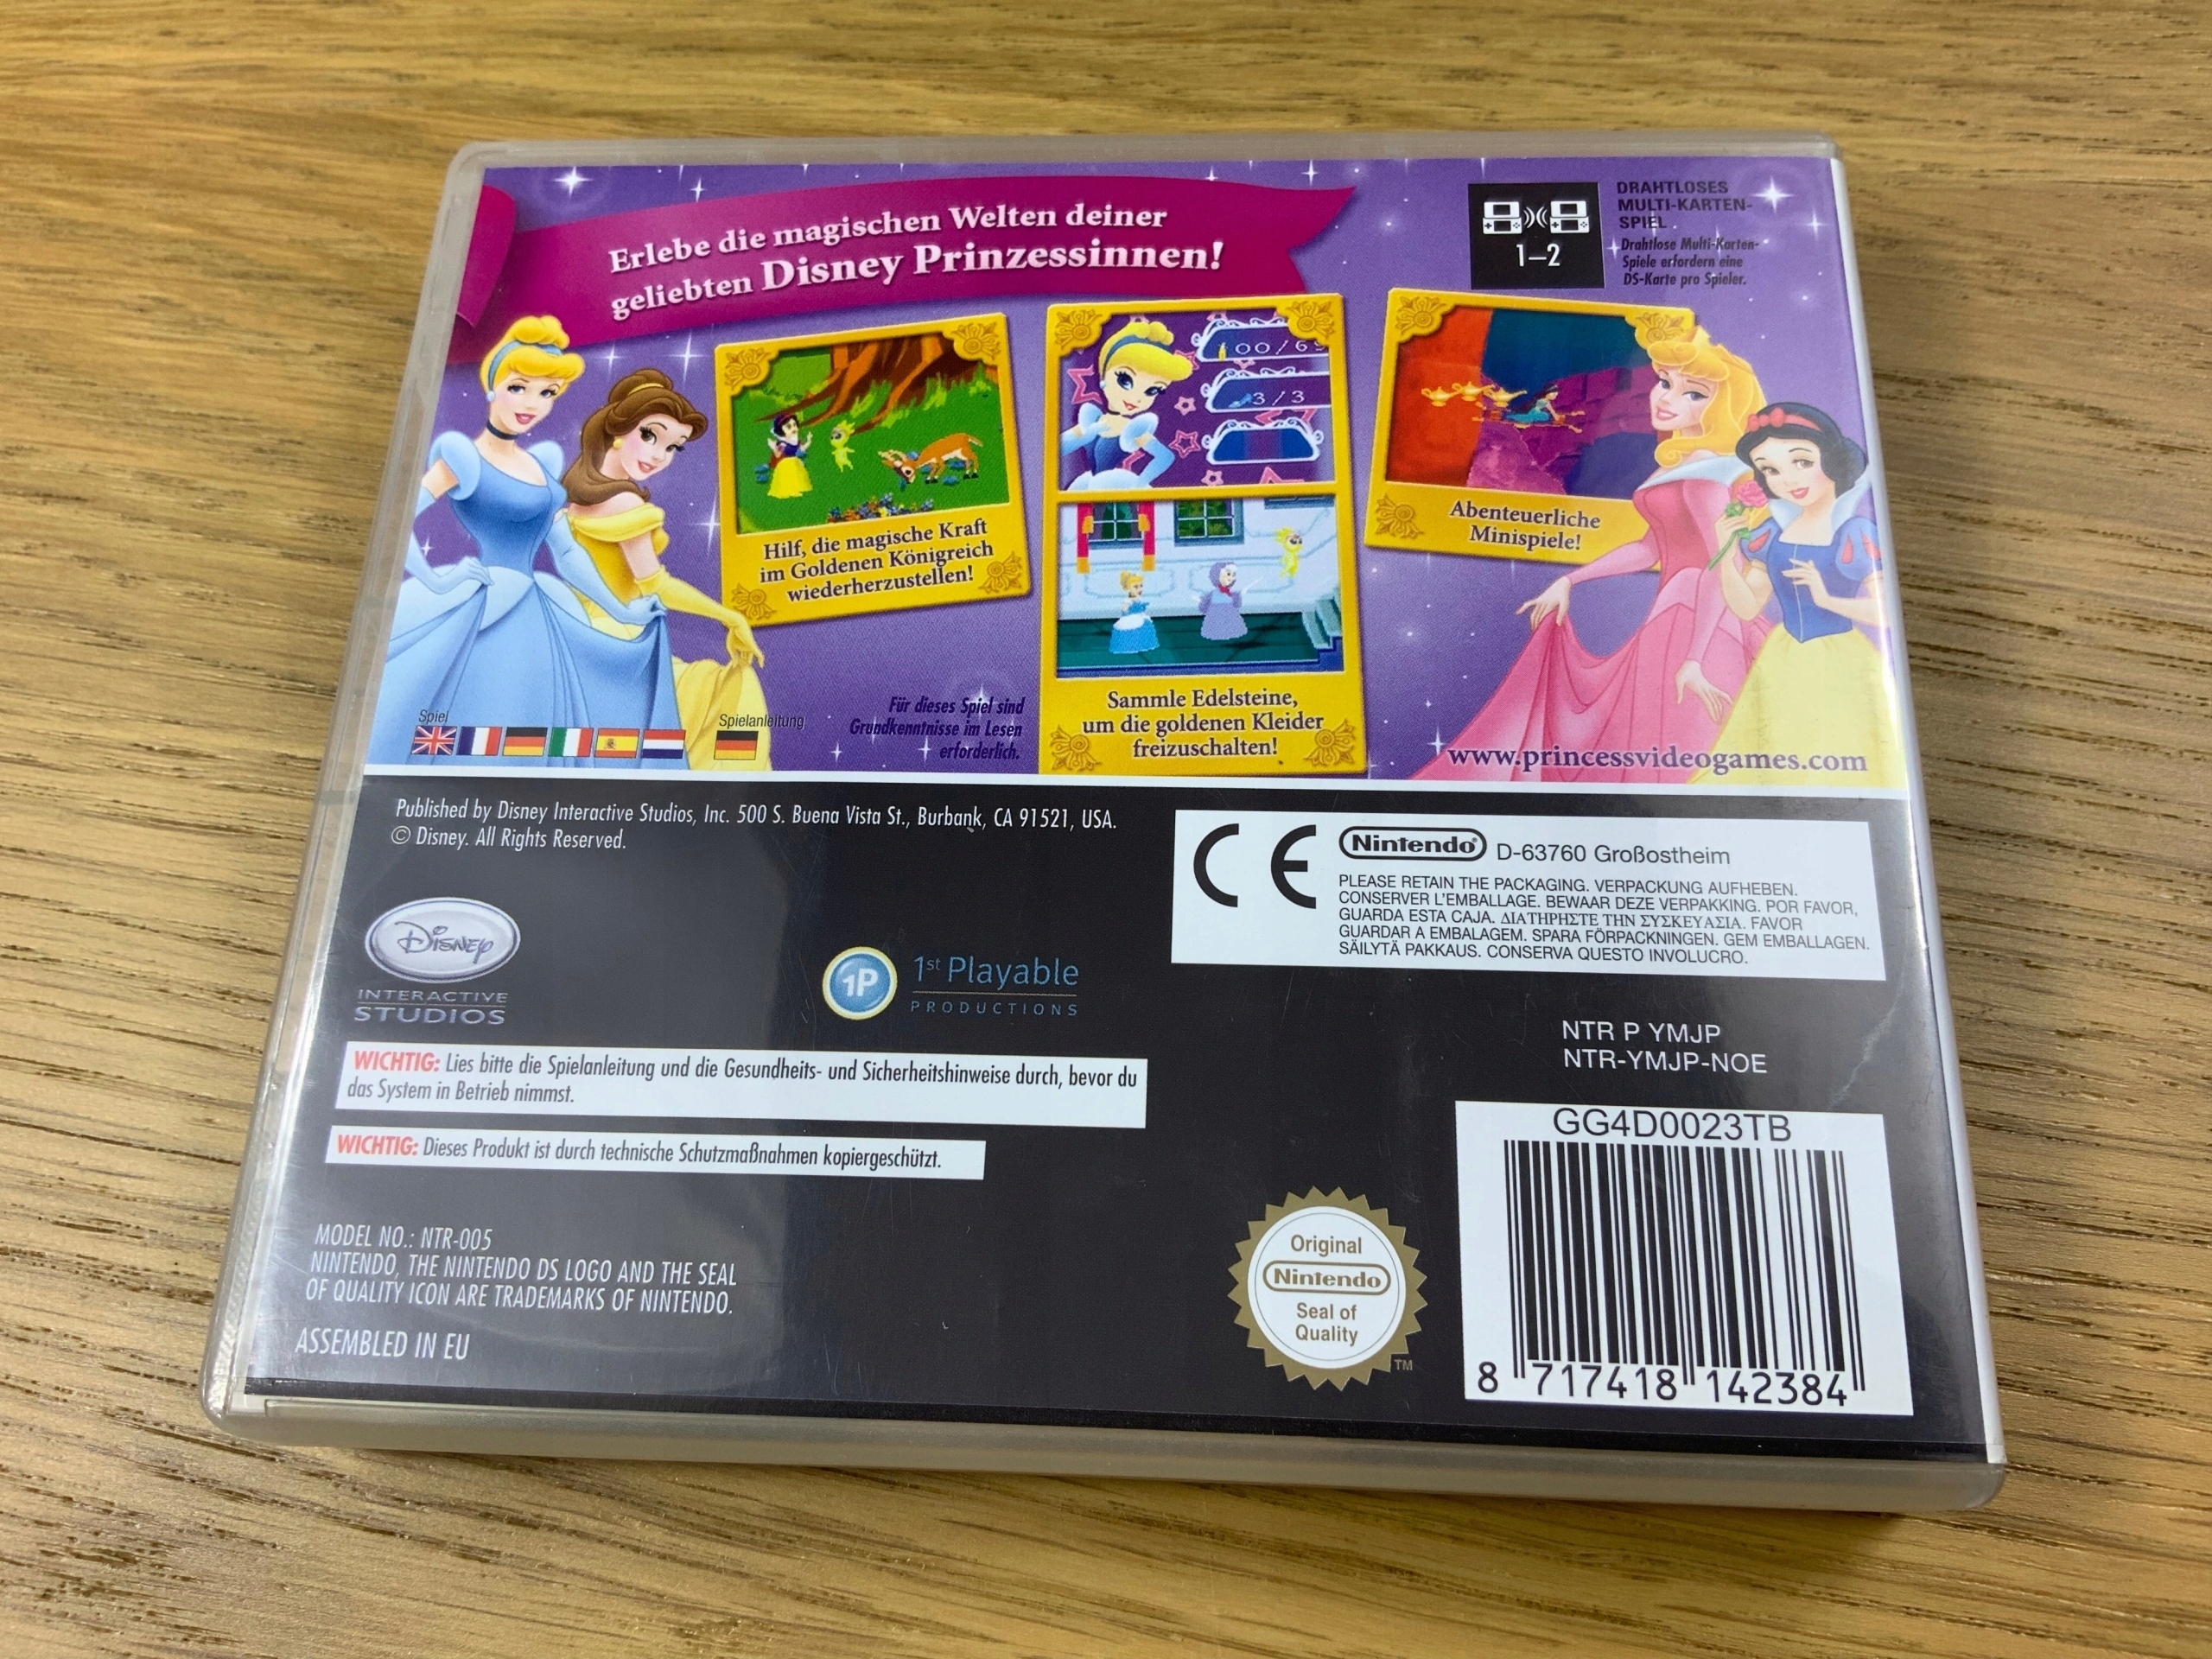 Erlebe die magischen Welten deiner
geliebten Disney Prinzessinnen!
1–2
DRAHTLOSES
MULTI-KARTEN-
SPIEL
Drahtlose Multi-Karten-
Spiele erfordern eine
DS-Karte pro Spieler.
Hilf, die magische Kraft
im Goldenen Königreich
wiederherzustellen!
3/3
Sammle Edelsteine,
um die goldenen Kleider
freizuschalten!
Abenteuerliche
Minispiele!
Spiel
Spielanleitung
Für dieses Spiel sind
Grundkenntnisse im Lesen
erforderlich.
www.princessvideogames.com
Published by Disney Interactive Studios, Inc. 500 S. Buena Vista St., Burbank, CA 91521, USA.
© Disney. All Rights Reserved.
CE
Nintendo® D-63760 Großostheim
PLEASE RETAIN THE PACKAGING. VERPACKUNG AUFHEBEN.
CONSERVER L'EMBALLAGE. BEWAAR DEZE VERPAKKING. POR FAVOR,
GUARDA ESTA CAJA. ΔΙΑΤΗΡΗΣΤΕ ΤΗΝ ΣΥΣΚΕΥΑΣΙΑ. FAVOR
GUARDAR A EMBALAGEM. SPARA FÖRPACKNINGEN. GEM EMBALLAGEN.
SÄILYTÄ PAKKAUS. CONSERVA QUESTO INVOLUCRO.
Disney
INTERACTIVE
STUDIOS
1P
1st Playable
PRODUCTIONS
NTR P YMJP
NTR-YMJP-NOE
WICHTIG: Lies bitte die Spielanleitung und die Gesundheits- und Sicherheitshinweise durch, bevor du
das System in Betrieb nimmst.
WICHTIG: Dieses Produkt ist durch technische Schutzmaßnahmen kopiergeschützt.
MODEL NO.: NTR-005
NINTENDO, THE NINTENDO DS LOGO AND THE SEAL
OF QUALITY ICON ARE TRADEMARKS OF NINTENDO.
ASSEMBLED IN EU
Original
Nintendo
Seal of
Quality
TM
GG4D0023TB
8 717418 142384